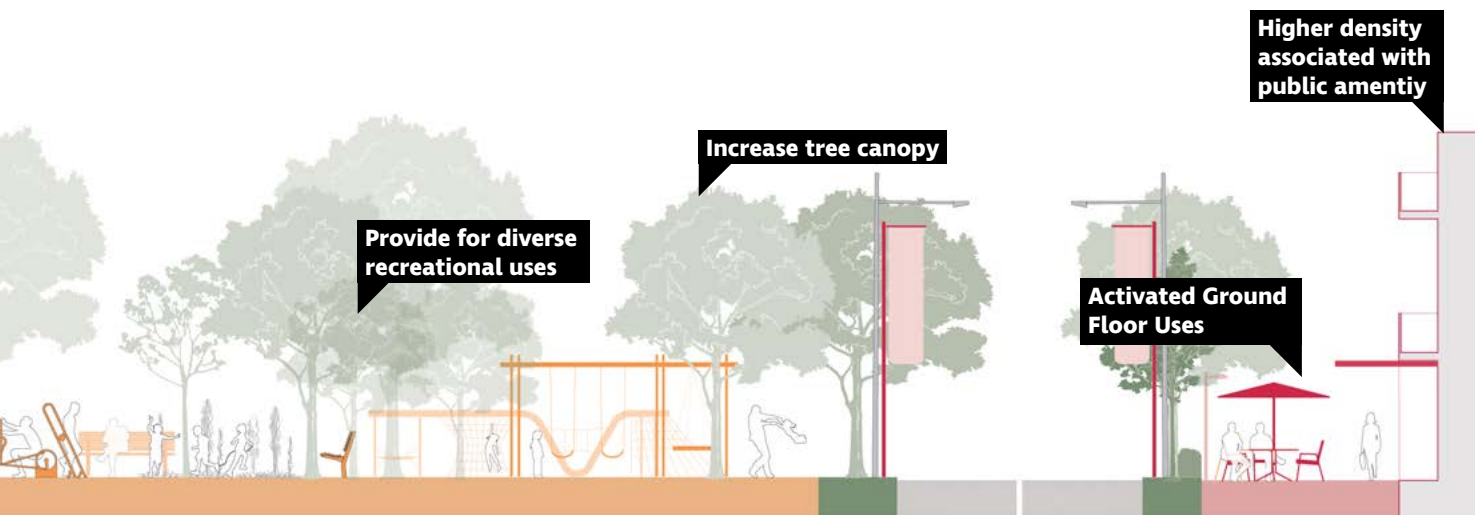 Higher density
associated with
public amentiy
Increase tree canopy
Provide for diverse
recreational uses
Activated Ground
Floor Uses